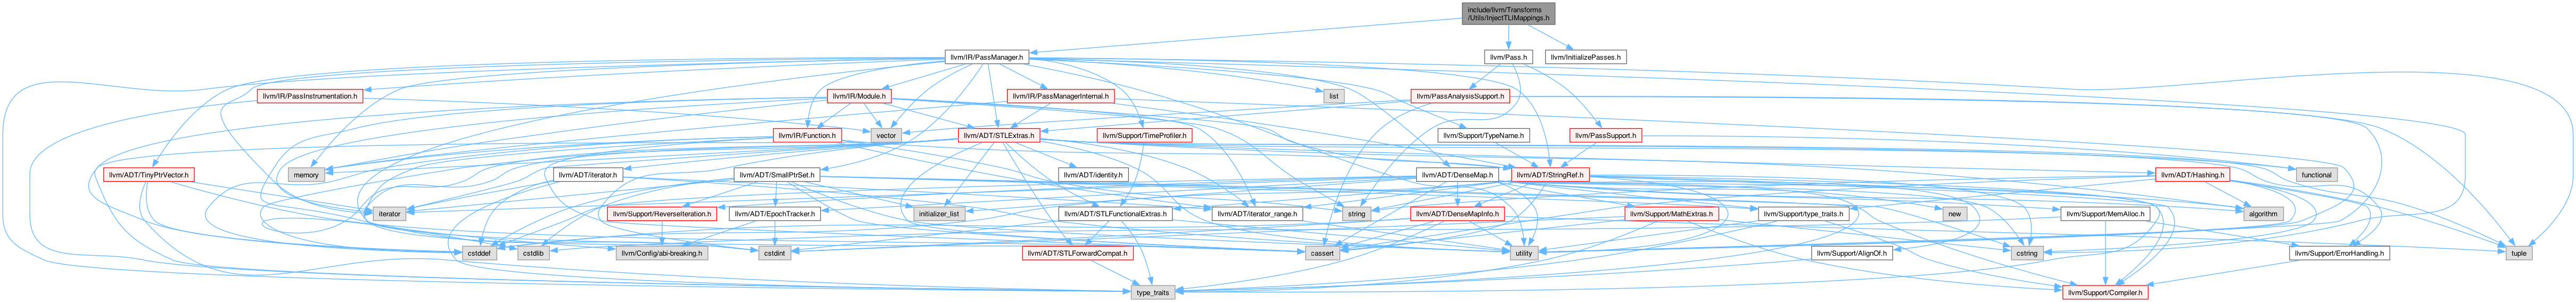 include/llvm/Transforms
/Utils/InjectTLIMappings.h
llvm/IR/PassManager.h
llvm/Pass.h
llvm/InitializePasses.h
llvm/IR/PassInstrumentation.h
llvm/IR/Module.h
llvm/IR/PassManagerInternal.h
list
llvm/PassAnalysisSupport.h
llvm/IR/Function.h
vector
llvm/ADT/STLExtras.h
llvm/Support/TimeProfiler.h
llvm/Support/TypeName.h
llvm/PassSupport.h
llvm/ADT/TinyPtrVector.h
memory
llvm/ADT/iterator.h
llvm/ADT/SmallPtrSet.h
llvm/ADT/identity.h
llvm/ADT/DenseMap.h
llvm/ADT/StringRef.h
llvm/ADT/Hashing.h
functional
iterator
llvm/Support/ReverseIteration.h
llvm/ADT/EpochTracker.h
initializer_list
llvm/ADT/STLFunctionalExtras.h
llvm/ADT/iterator_range.h
string
llvm/ADT/DenseMapInfo.h
llvm/Support/MathExtras.h
llvm/Support/type_traits.h
new
llvm/Support/MemAlloc.h
algorithm
cstddef
cstdlib
llvm/Config/abi-breaking.h
cstdint
llvm/ADT/STLForwardCompat.h
cassert
utility
llvm/Support/AlignOf.h
cstring
llvm/Support/ErrorHandling.h
tuple
type_traits
llvm/Support/Compiler.h